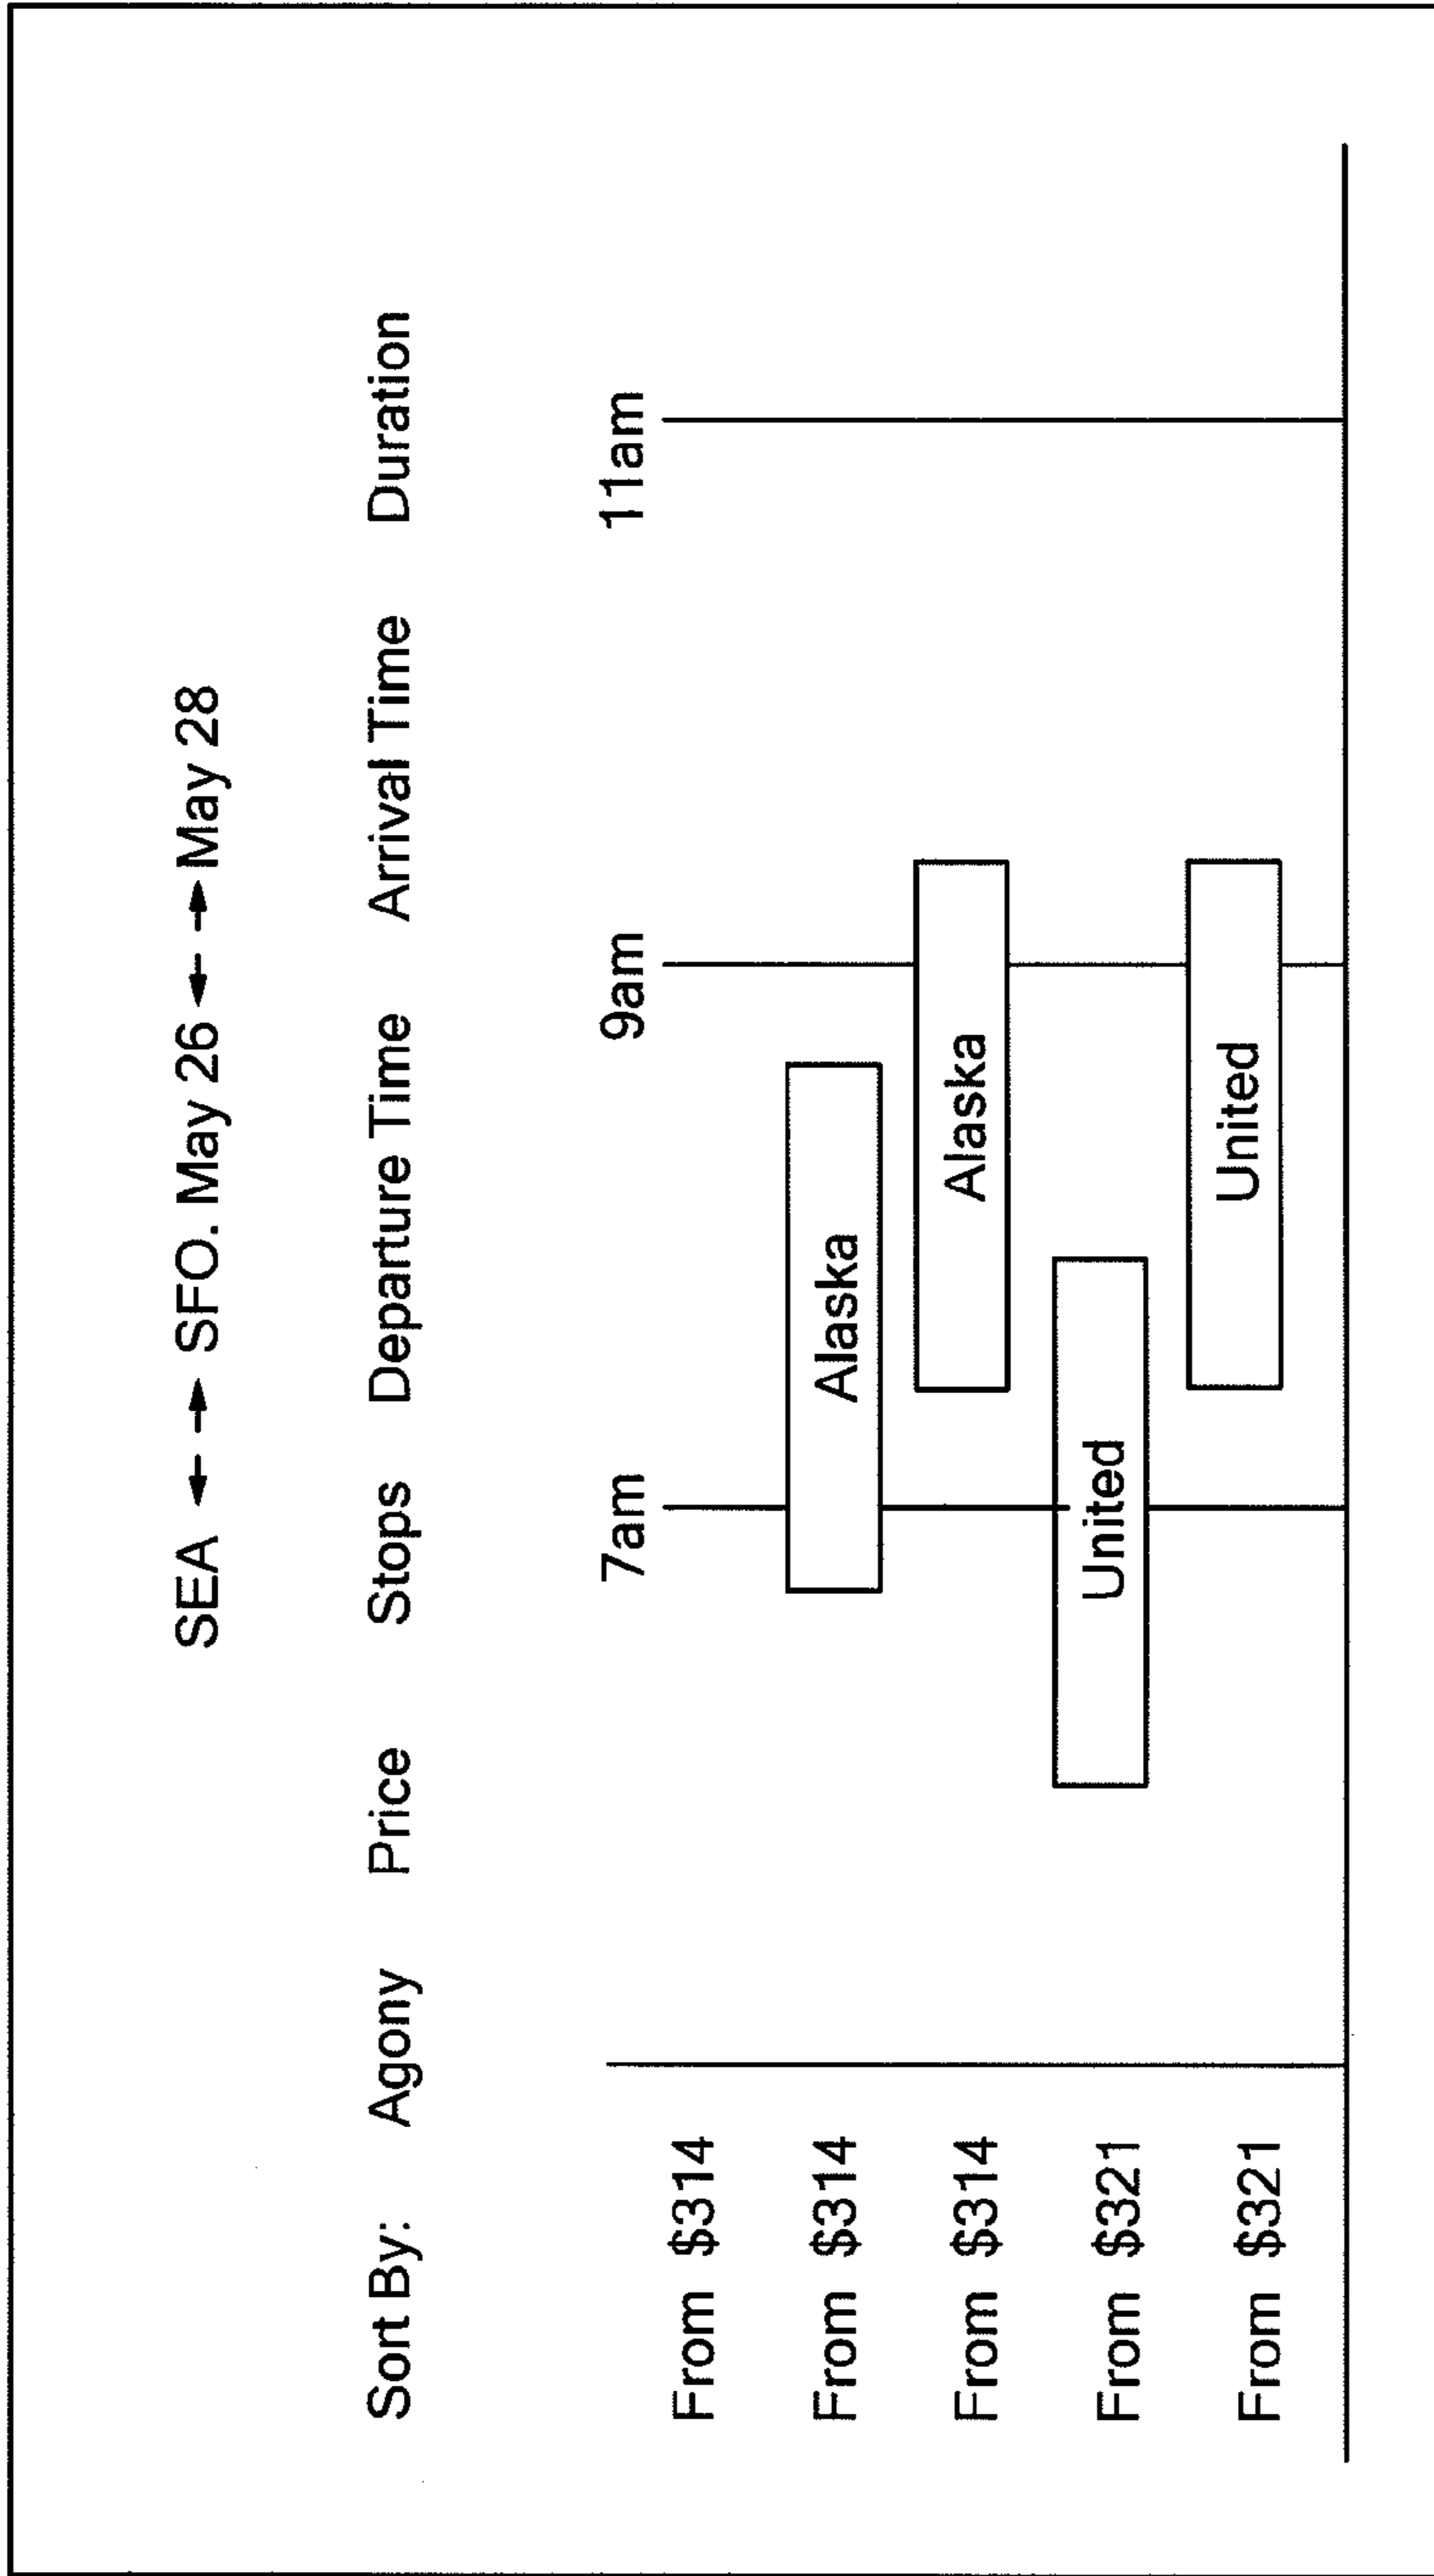 SEA ←→ SFO. May 26 ←→ May 28
Sort By: Agony Price Stops Departure Time Arrival Time Duration
7am 9am 11am
From $314
From $314 Alaska
From $314 Alaska
From $321 United
From $321 United